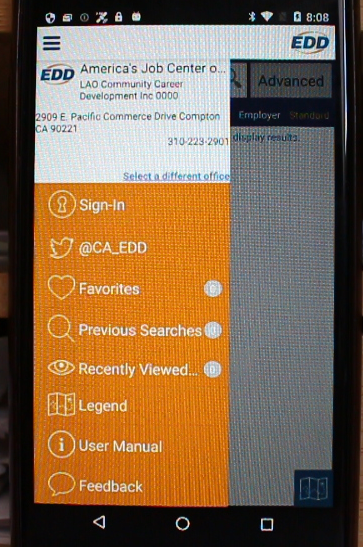 8:08
EDD
EDD
America's Job Center o...
LAO Community Career
Development Inc 0000
Advanced
2909 E. Pacific Commerce Drive Compton
CA 90221
Employer Standard
310-223-2901
display results.
Select a different office
Sign-In
@CA_EDD
Favorites 0
Previous Searches
Recently Viewed... 0
Legend
User Manual
Feedback